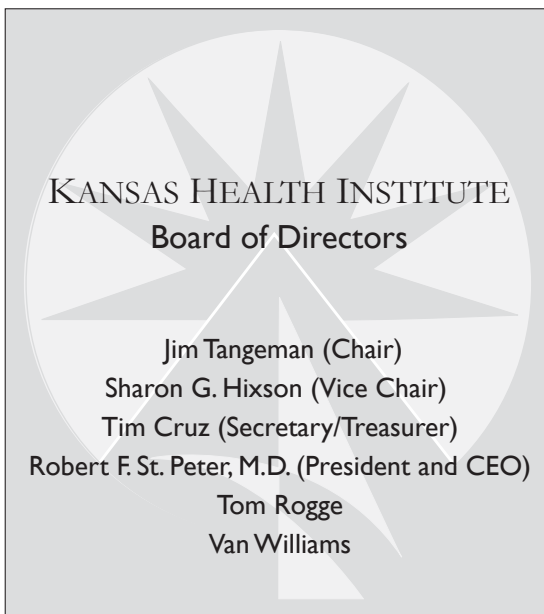 KANSAS HEALTH INSTITUTE
Board of Directors
Jim Tangeman (Chair)
Sharon G. Hixson (Vice Chair)
Tim Cruz (Secretary/Treasurer)
Robert F. St. Peter, M.D. (President and CEO)
Tom Rogge
Van Williams